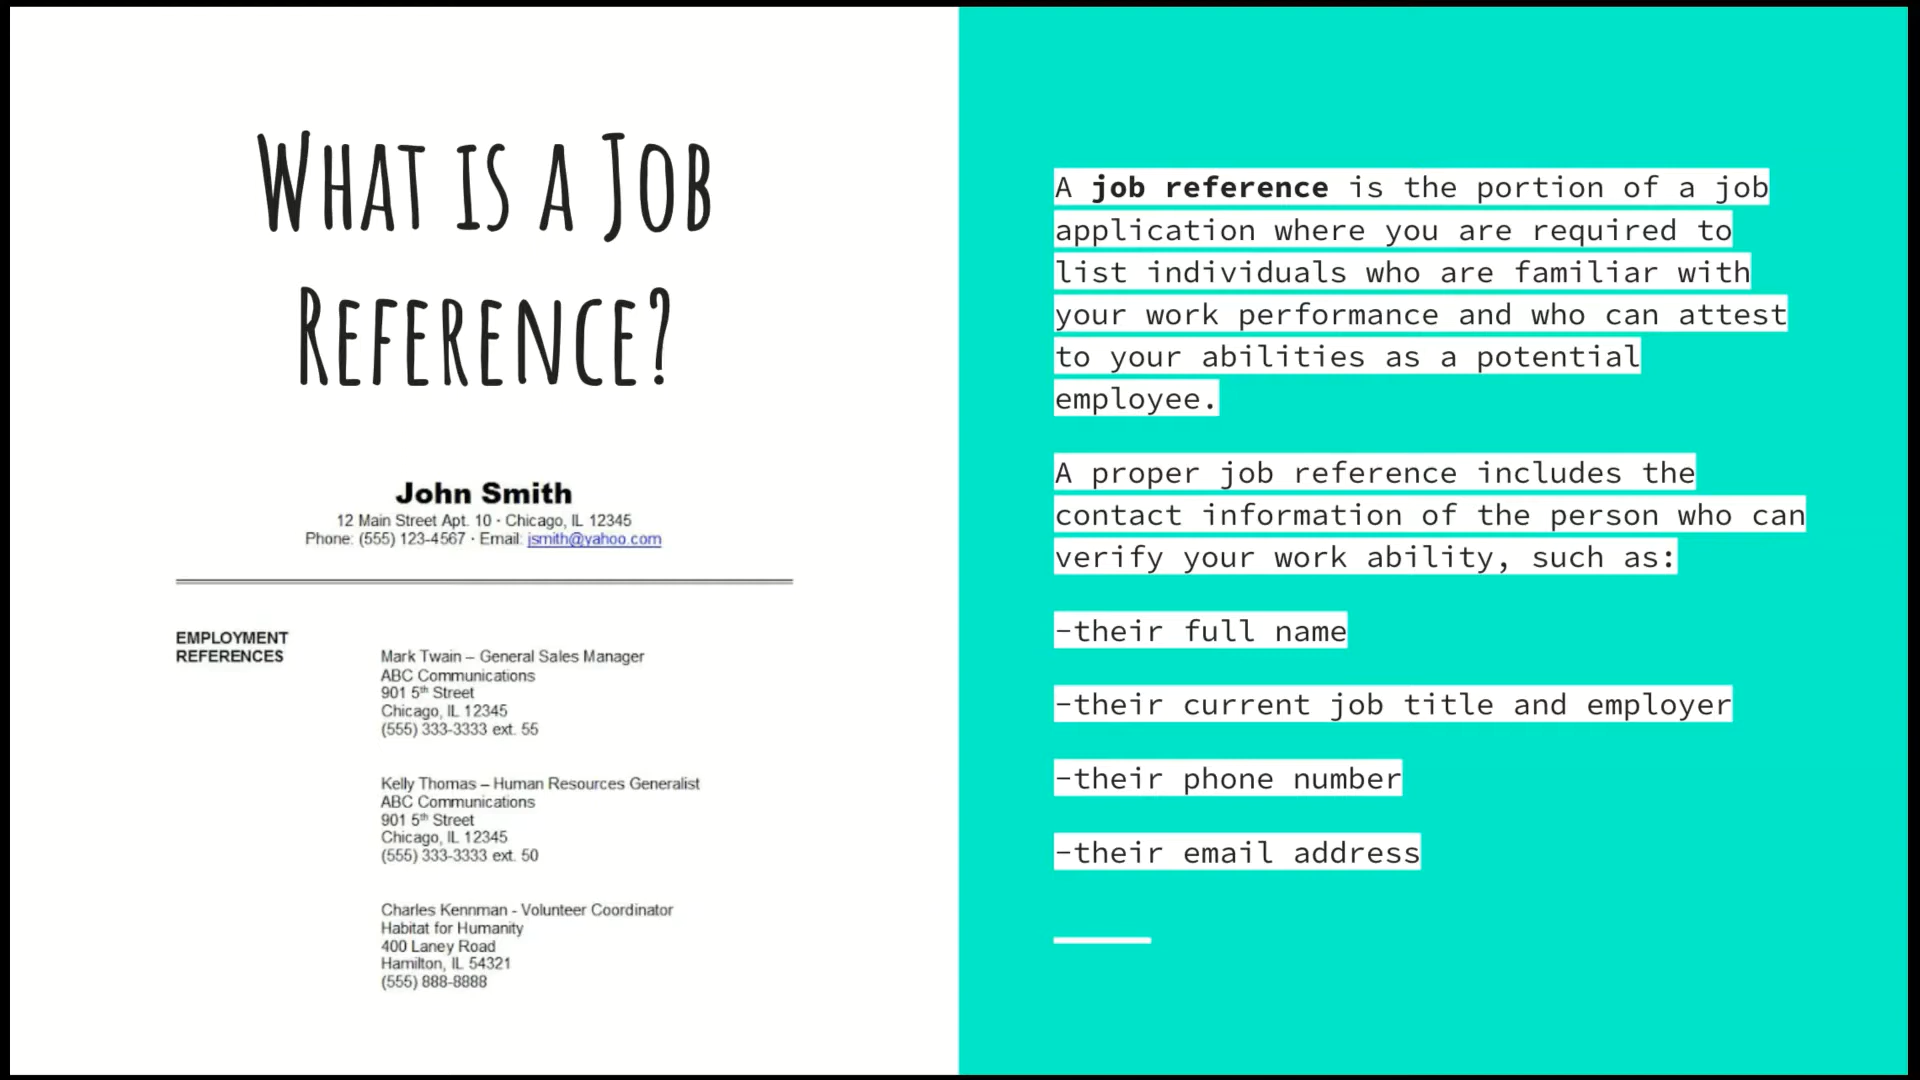 What is a Job
Reference?
John Smith
12 Main Street Apt. 10 · Chicago, IL 12345
Phone: (555) 123-4567 · Email: jsmith@yahoo.com
EMPLOYMENT
REFERENCES
Mark Twain – General Sales Manager
ABC Communications
901 5th Street
Chicago, IL 12345
(555) 333-3333 ext. 55
Kelly Thomas – Human Resources Generalist
ABC Communications
901 5th Street
Chicago, IL 12345
(555) 333-3333 ext. 50
Charles Kennman - Volunteer Coordinator
Habitat for Humanity
400 Laney Road
Hamilton, IL 54321
(555) 888-8888
A job reference is the portion of a job
application where you are required to
list individuals who are familiar with
your work performance and who can attest
to your abilities as a potential
employee.
A proper job reference includes the
contact information of the person who can
verify your work ability, such as:
-their full name
-their current job title and employer
-their phone number
-their email address